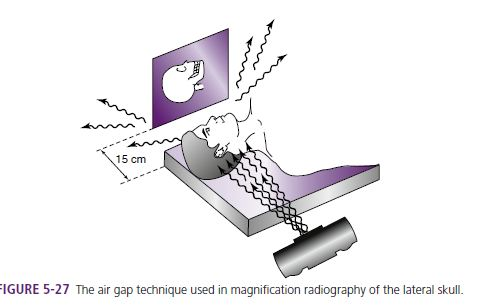 15 cm
FIGURE 5-27 The air gap technique used in magnification radiography of the lateral skull.